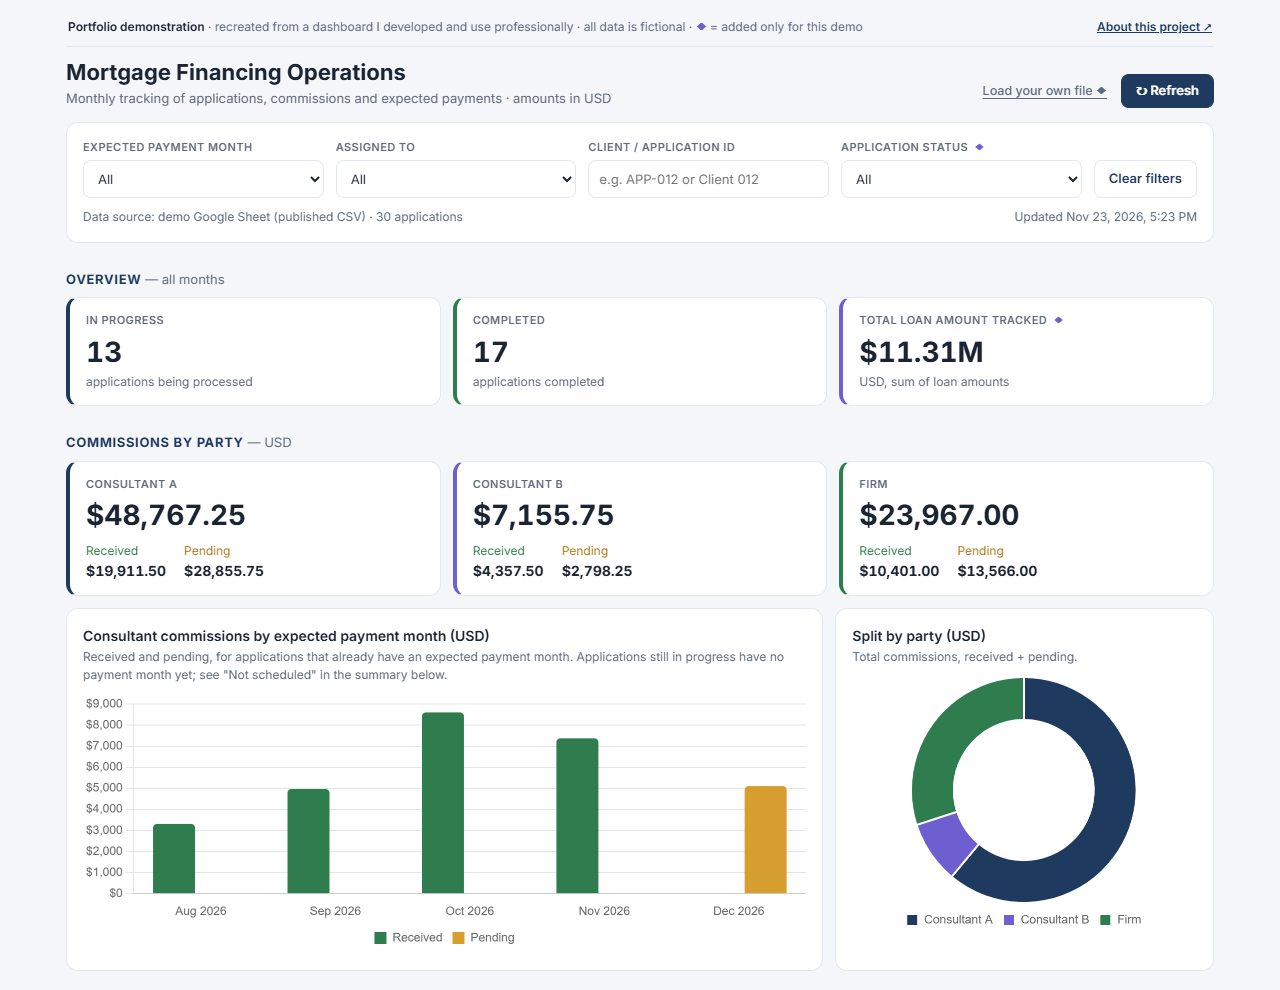 Portfolio demonstration · recreated from a dashboard I developed and use professionally · all data is fictional · ◆ = added only for this demo
About this project ↗
Mortgage Financing Operations
Monthly tracking of applications, commissions and expected payments · amounts in USD
Load your own file ◆
↻ Refresh
EXPECTED PAYMENT MONTH
ASSIGNED TO
CLIENT / APPLICATION ID
APPLICATION STATUS ◆
All
All
e.g. APP-012 or Client 012
All
Clear filters
Data source: demo Google Sheet (published CSV) · 30 applications
Updated Nov 23, 2026, 5:23 PM
OVERVIEW — all months
IN PROGRESS
13
applications being processed
COMPLETED
17
applications completed
TOTAL LOAN AMOUNT TRACKED ◆
$11.31M
USD, sum of loan amounts
COMMISSIONS BY PARTY — USD
CONSULTANT A
$48,767.25
Received Pending
$19,911.50 $28,855.75
CONSULTANT B
$7,155.75
Received Pending
$4,357.50 $2,798.25
FIRM
$23,967.00
Received Pending
$10,401.00 $13,566.00
Consultant commissions by expected payment month (USD)
Received and pending, for applications that already have an expected payment month. Applications still in progress have no
payment month yet; see "Not scheduled" in the summary below.
$9,000
$8,000
$7,000
$6,000
$5,000
$4,000
$3,000
$2,000
$1,000
$0
Aug 2026 Sep 2026 Oct 2026 Nov 2026 Dec 2026
Received Pending
Split by party (USD)
Total commissions, received + pending.
Consultant A Consultant B Firm